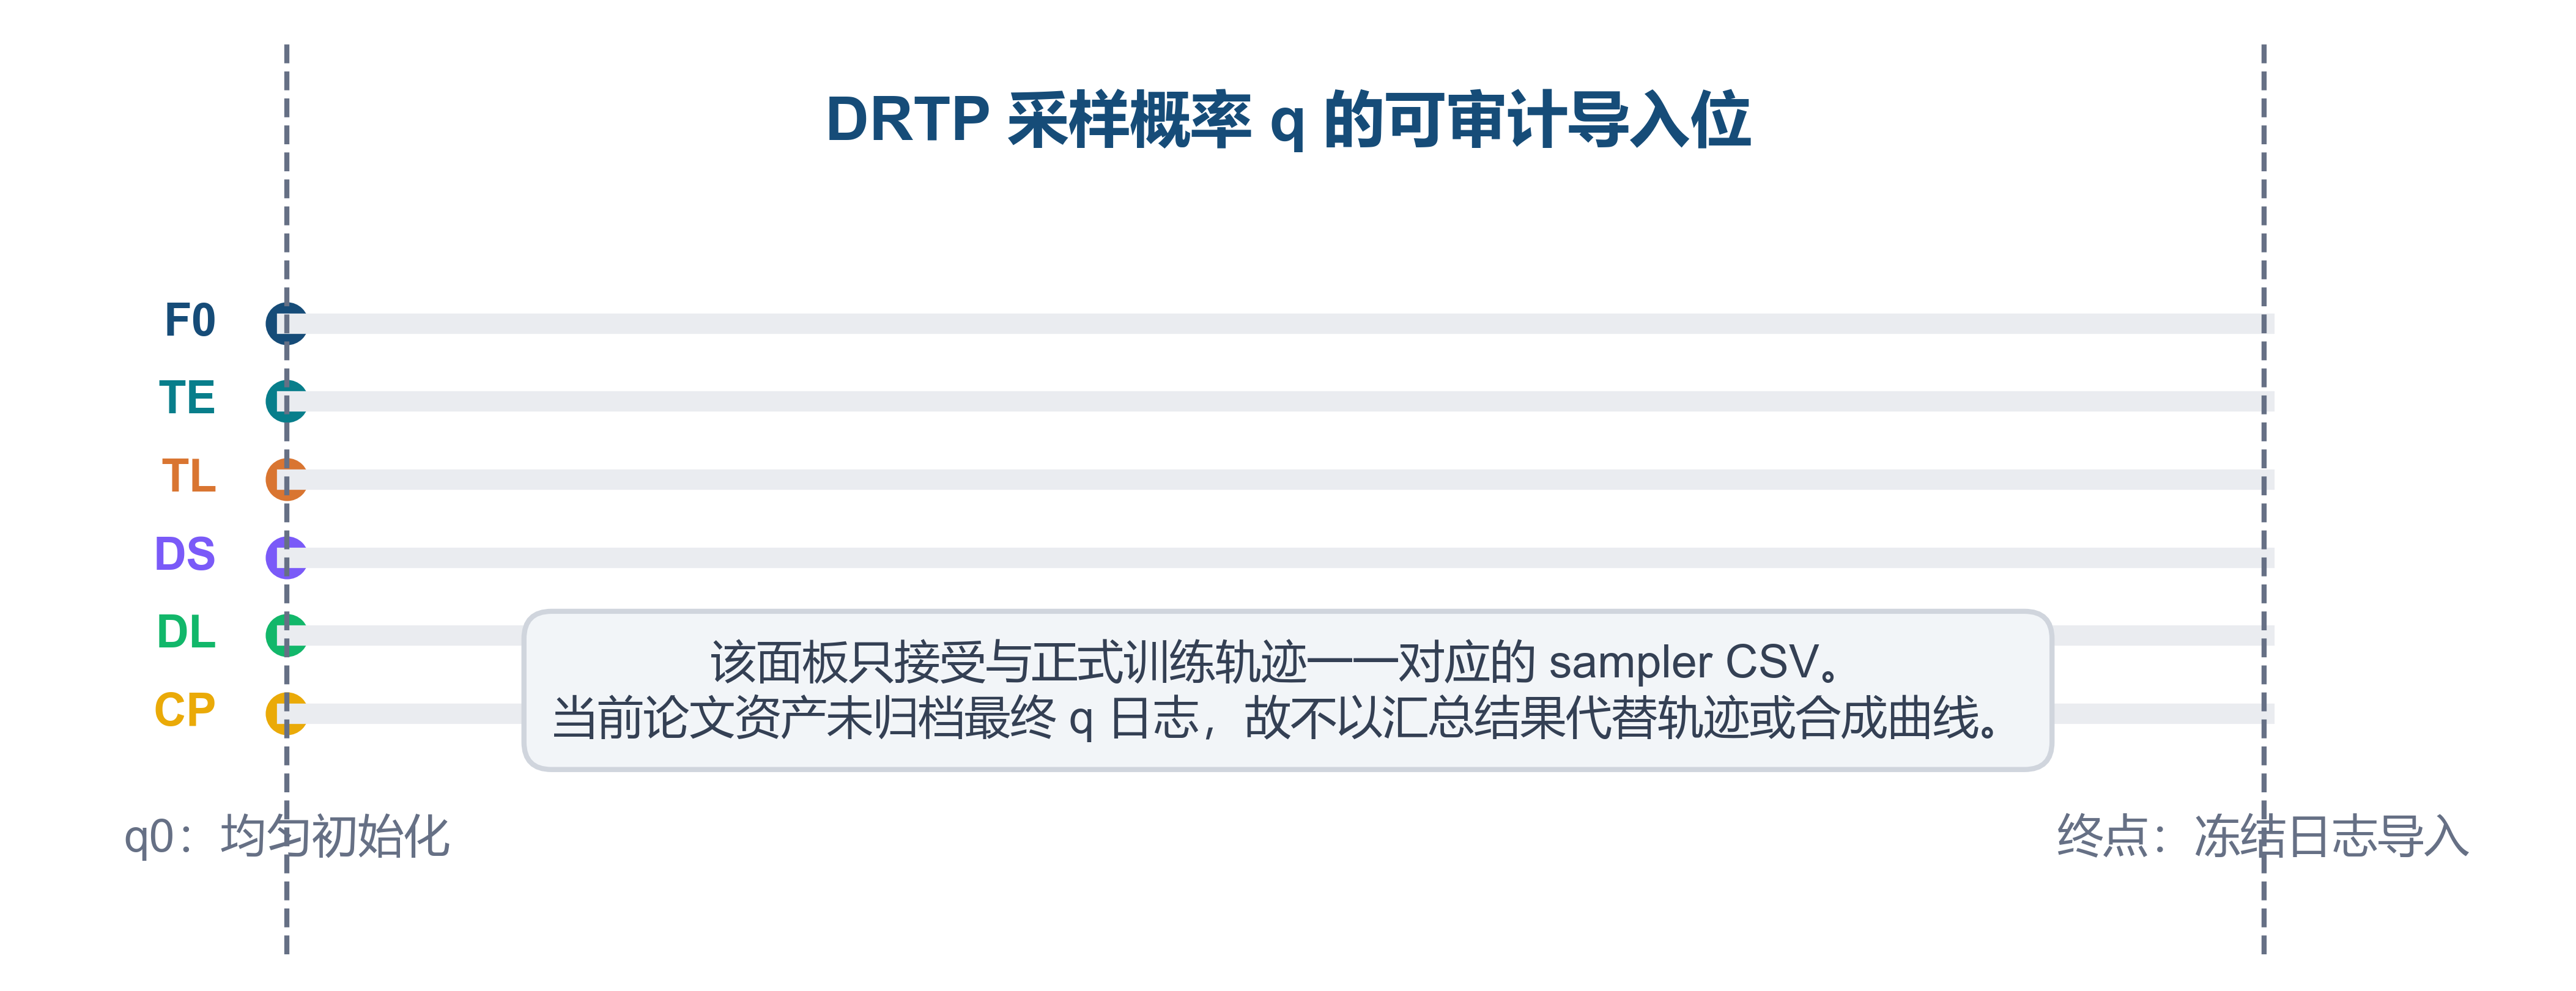 DRTP 采样概率 q 的可审计导入位
F0
TE
TL
DS
DL
CP
该面板只接受与正式训练轨迹一一对应的 sampler CSV。
当前论文资产未归档最终 q 日志，故不以汇总结果代替轨迹或合成曲线。
q0：均匀初始化
终点：冻结日志导入